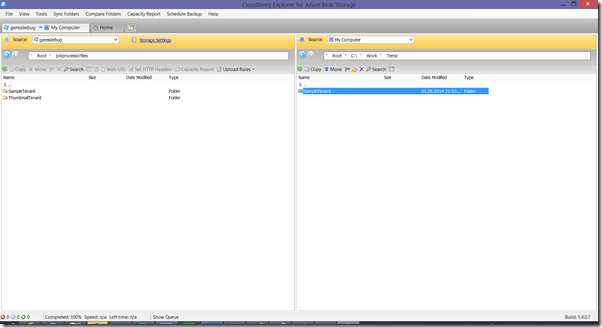 CloudBerry Explorer for Azure Blob Storage
File View Tools Sync Folders Compare Folders Capacity Report Schedule Backup Help
geresdebug My Computer Home
Source: geresdebug Storage Settings
Root jobprocessorfiles
Copy Move Search Web URL Set HTTP Headers Capacity Report Upload Rules
Name Size Date Modified Type
..
SampleTenant Folder
ThumbnailTenant Folder
Source: My Computer
Root C:\ Work Temp
Copy Move Search
Name Size Date Modified Type
..
SampleTenant 01.05.2014 21:53... Folder
0 0 0 Completed: 100% Speed: n/a Left time: n/a Show Queue Build: 1.4.0.7